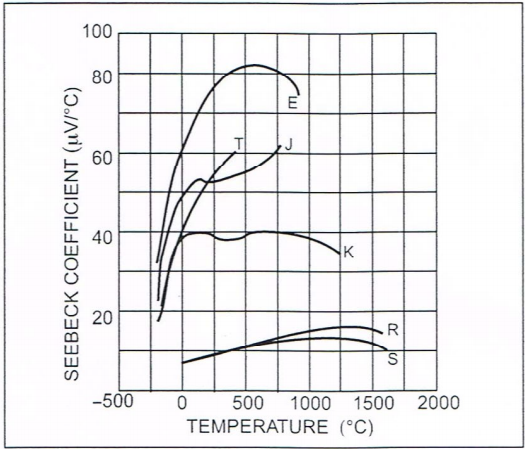 100
80
60
40
20
SEEBECK COEFFICIENT (μV/°C)
E
T
J
K
R
S
−500 0 500 1000 1500 2000
TEMPERATURE (°C)